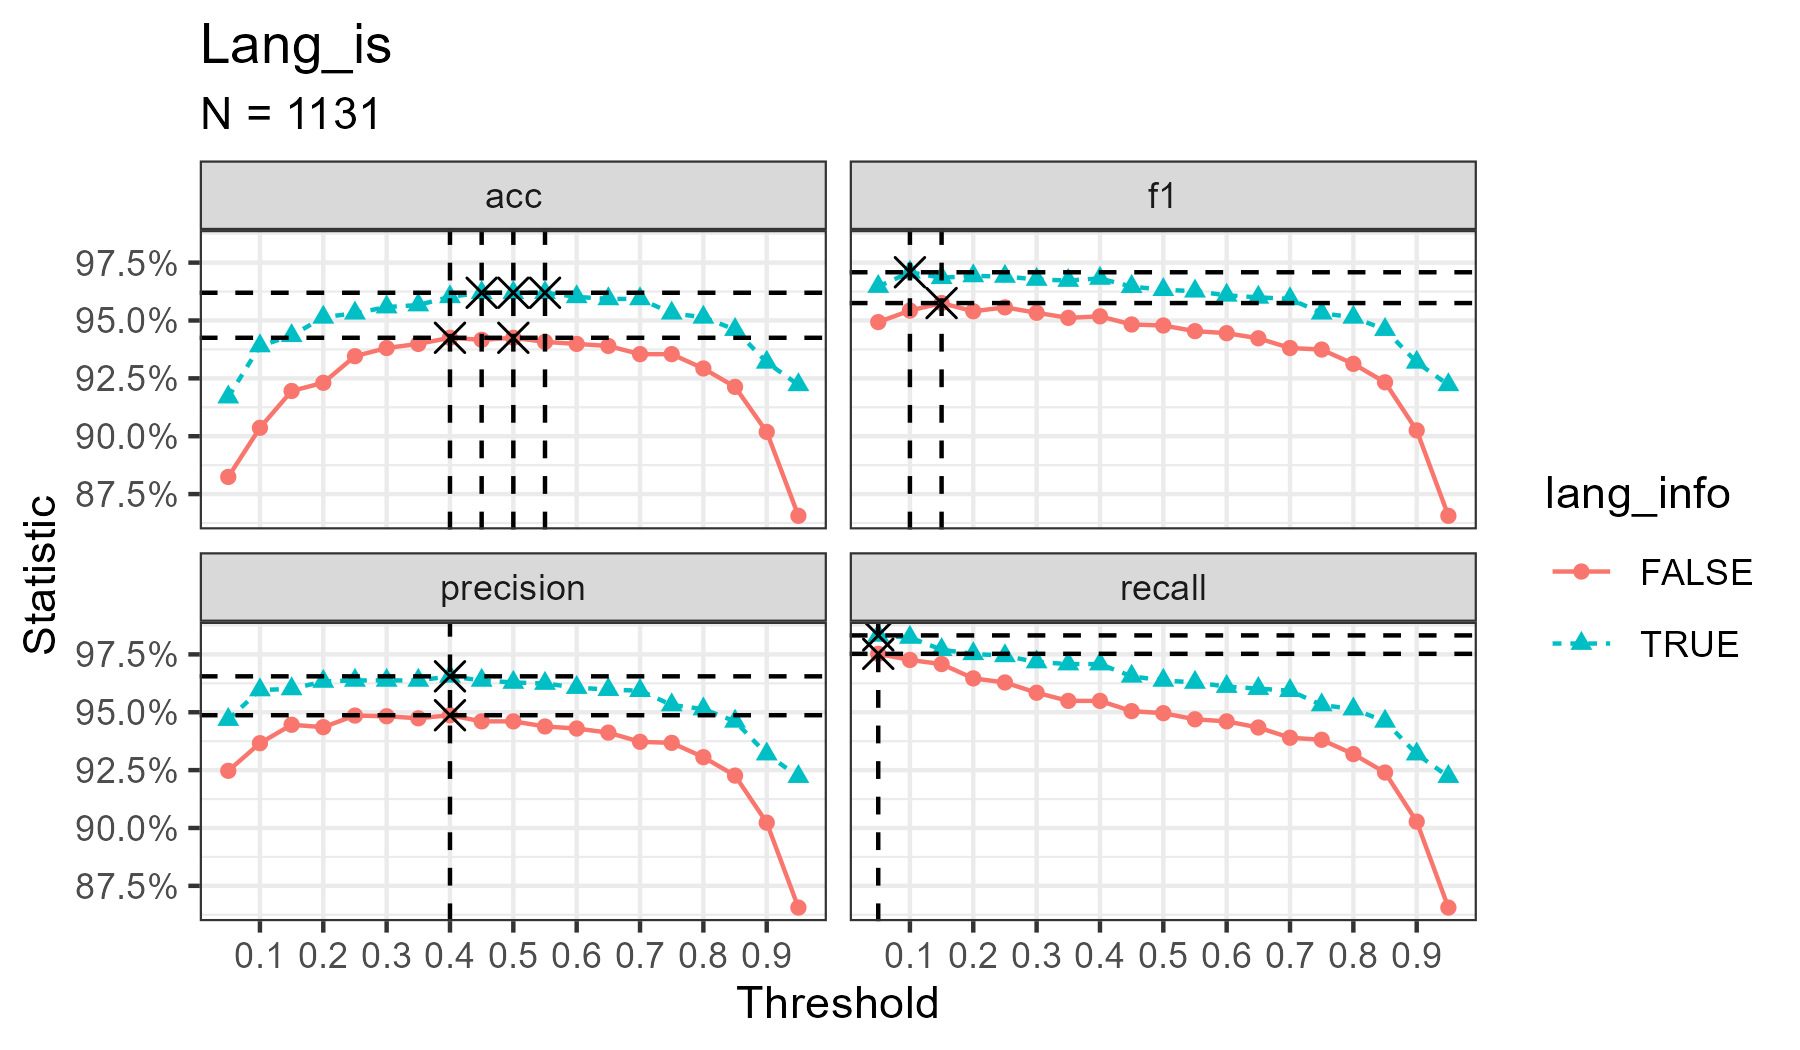 Lang_is
N = 1131
acc
f1
97.5%
95.0%
92.5%
90.0%
87.5%
precision
recall
97.5%
95.0%
92.5%
90.0%
87.5%
0.1 0.2 0.3 0.4 0.5 0.6 0.7 0.8 0.9
0.1 0.2 0.3 0.4 0.5 0.6 0.7 0.8 0.9
Threshold
Statistic
lang_info
FALSE
TRUE